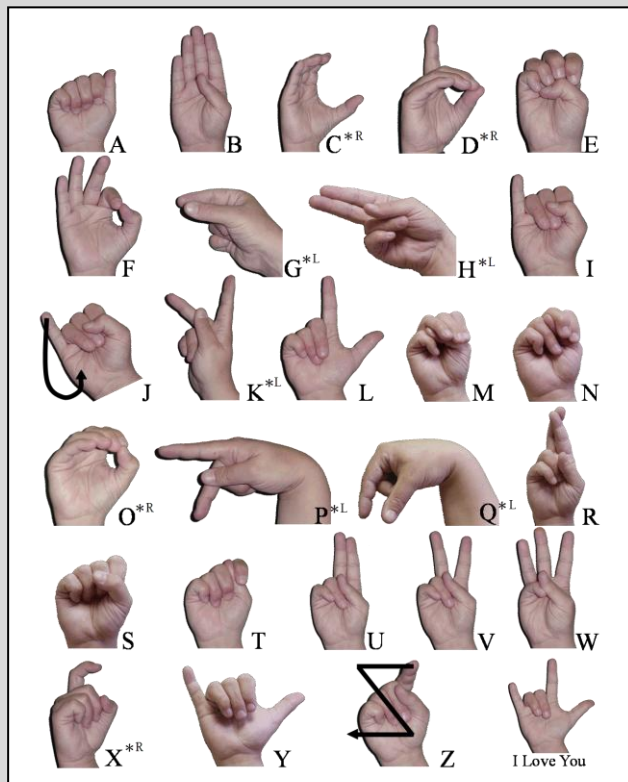 A B C*R D*R E
F G*L H*L I
J K*L L M N
O*R P*L Q*L R
S T U V W
X*R Y Z I Love You